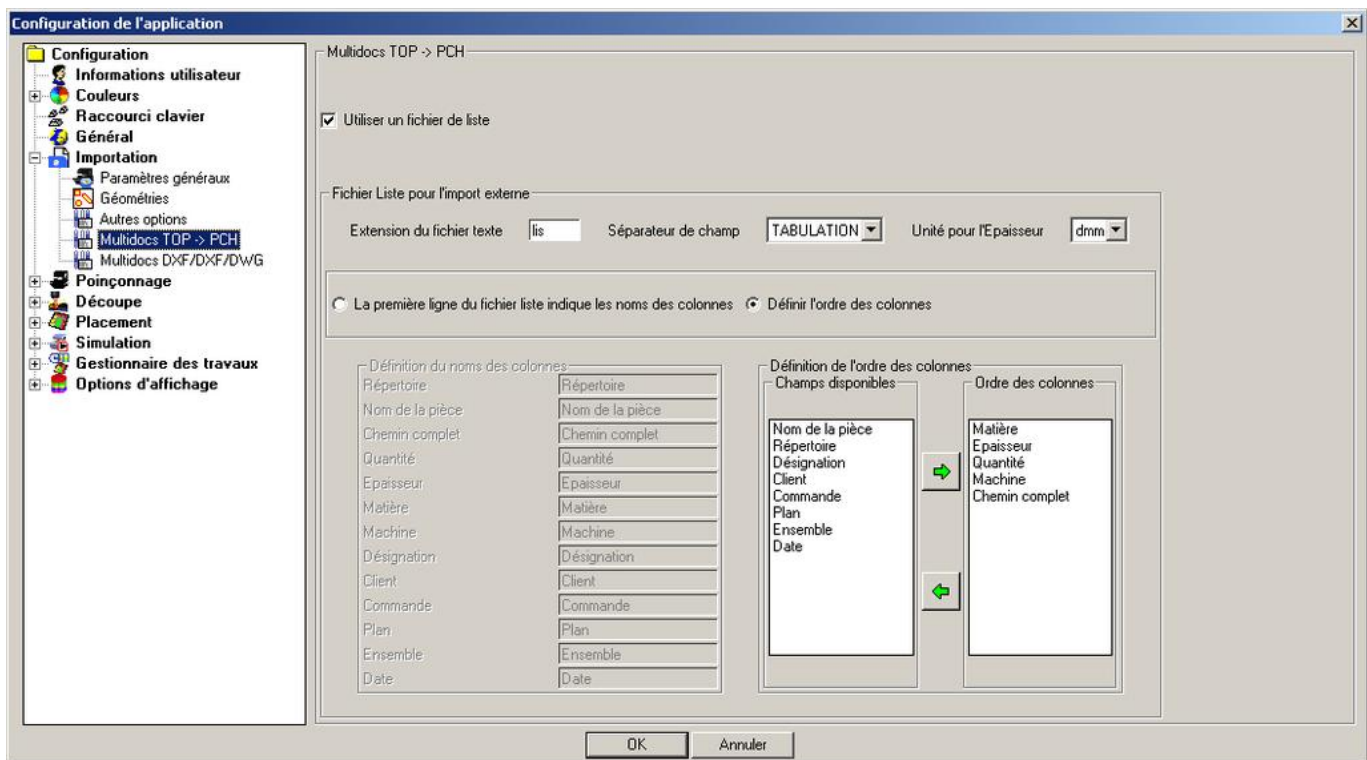 Configuration de l'application
Configuration
Informations utilisateur
Couleurs
Raccourci clavier
Général
Importation
Paramètres généraux
Géométries
Autres options
Multidocs TOP -> PCH
Multidocs DXF/DXF/DWG
Poinçonnage
Découpe
Placement
Simulation
Gestionnaire des travaux
Options d'affichage
Multidocs TOP -> PCH
Utiliser un fichier de liste
Fichier Liste pour l'import externe
Extension du fichier texte lis Séparateur de champ TABULATION Unité pour l'Epaisseur dmm
La première ligne du fichier liste indique les noms des colonnes Définir l'ordre des colonnes
Définition du noms des colonnes
Répertoire Répertoire
Nom de la pièce Nom de la pièce
Chemin complet Chemin complet
Quantité Quantité
Epaisseur Epaisseur
Matière Matière
Machine Machine
Désignation Désignation
Client Client
Commande Commande
Plan Plan
Ensemble Ensemble
Date Date
Définition de l'ordre des colonnes
Champs disponibles
Nom de la pièce
Répertoire
Désignation
Client
Commande
Plan
Ensemble
Date
Ordre des colonnes
Matière
Epaisseur
Quantité
Machine
Chemin complet
OK Annuler